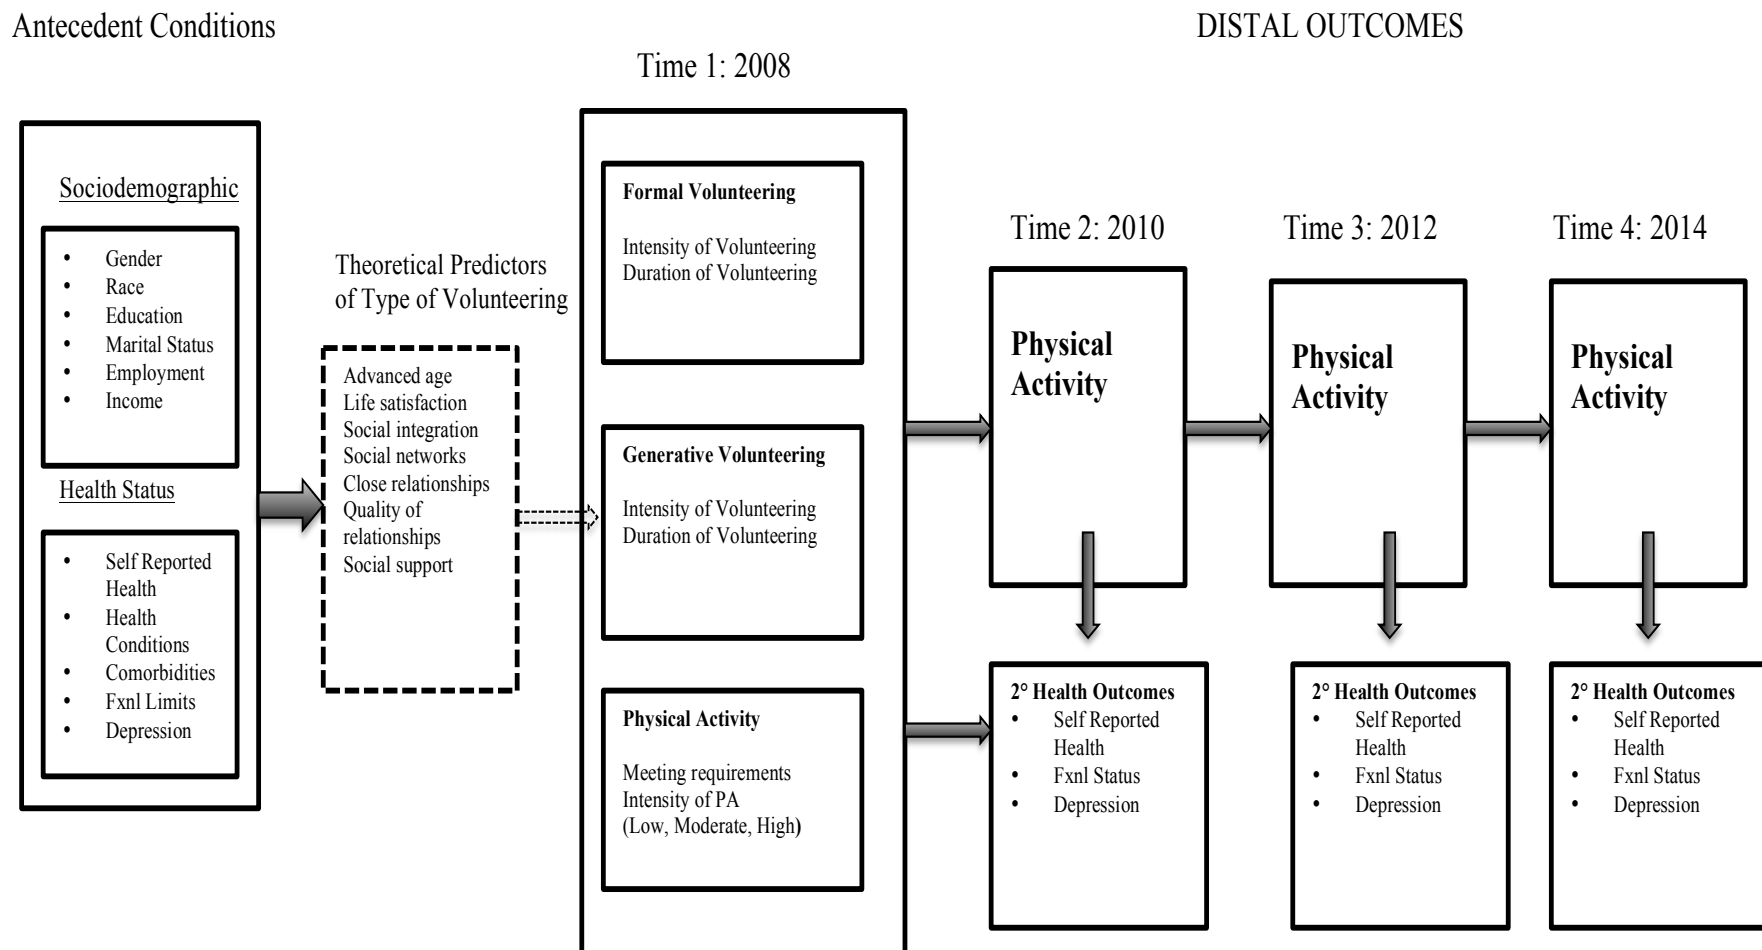 Antecedent Conditions
DISTAL OUTCOMES
Time 1: 2008
Sociodemographic
• Gender
• Race
• Education
• Marital Status
• Employment
• Income
Health Status
• Self Reported
Health
• Health
Conditions
• Comorbidities
• Fxnl Limits
• Depression
Theoretical Predictors
of Type of Volunteering
Advanced age
Life satisfaction
Social integration
Social networks
Close relationships
Quality of
relationships
Social support
Formal Volunteering
Intensity of Volunteering
Duration of Volunteering
Generative Volunteering
Intensity of Volunteering
Duration of Volunteering
Physical Activity
Meeting requirements
Intensity of PA
(Low, Moderate, High)
Time 2: 2010
Physical
Activity
2° Health Outcomes
• Self Reported
Health
• Fxnl Status
• Depression
Time 3: 2012
Physical
Activity
2° Health Outcomes
• Self Reported
Health
• Fxnl Status
• Depression
Time 4: 2014
Physical
Activity
2° Health Outcomes
• Self Reported
Health
• Fxnl Status
• Depression